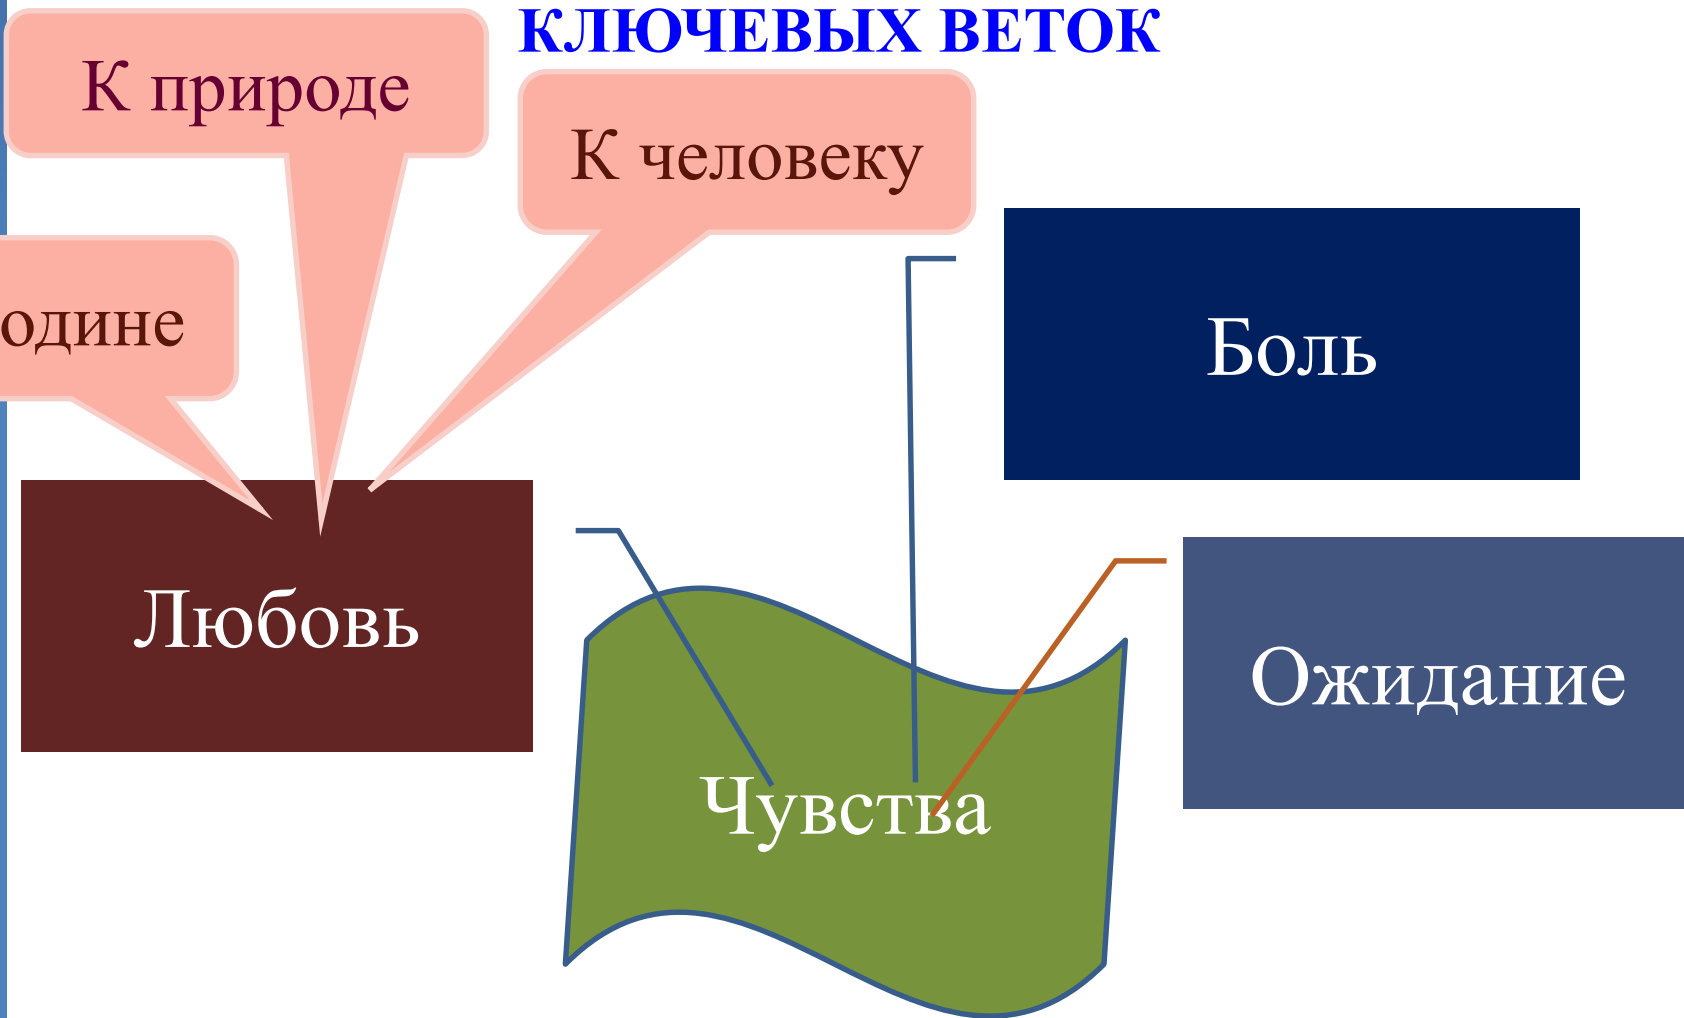 КЛЮЧЕВЫХ ВЕТОК
К природе
К человеку
одине
Боль
Любовь
Ожидание
Чувства